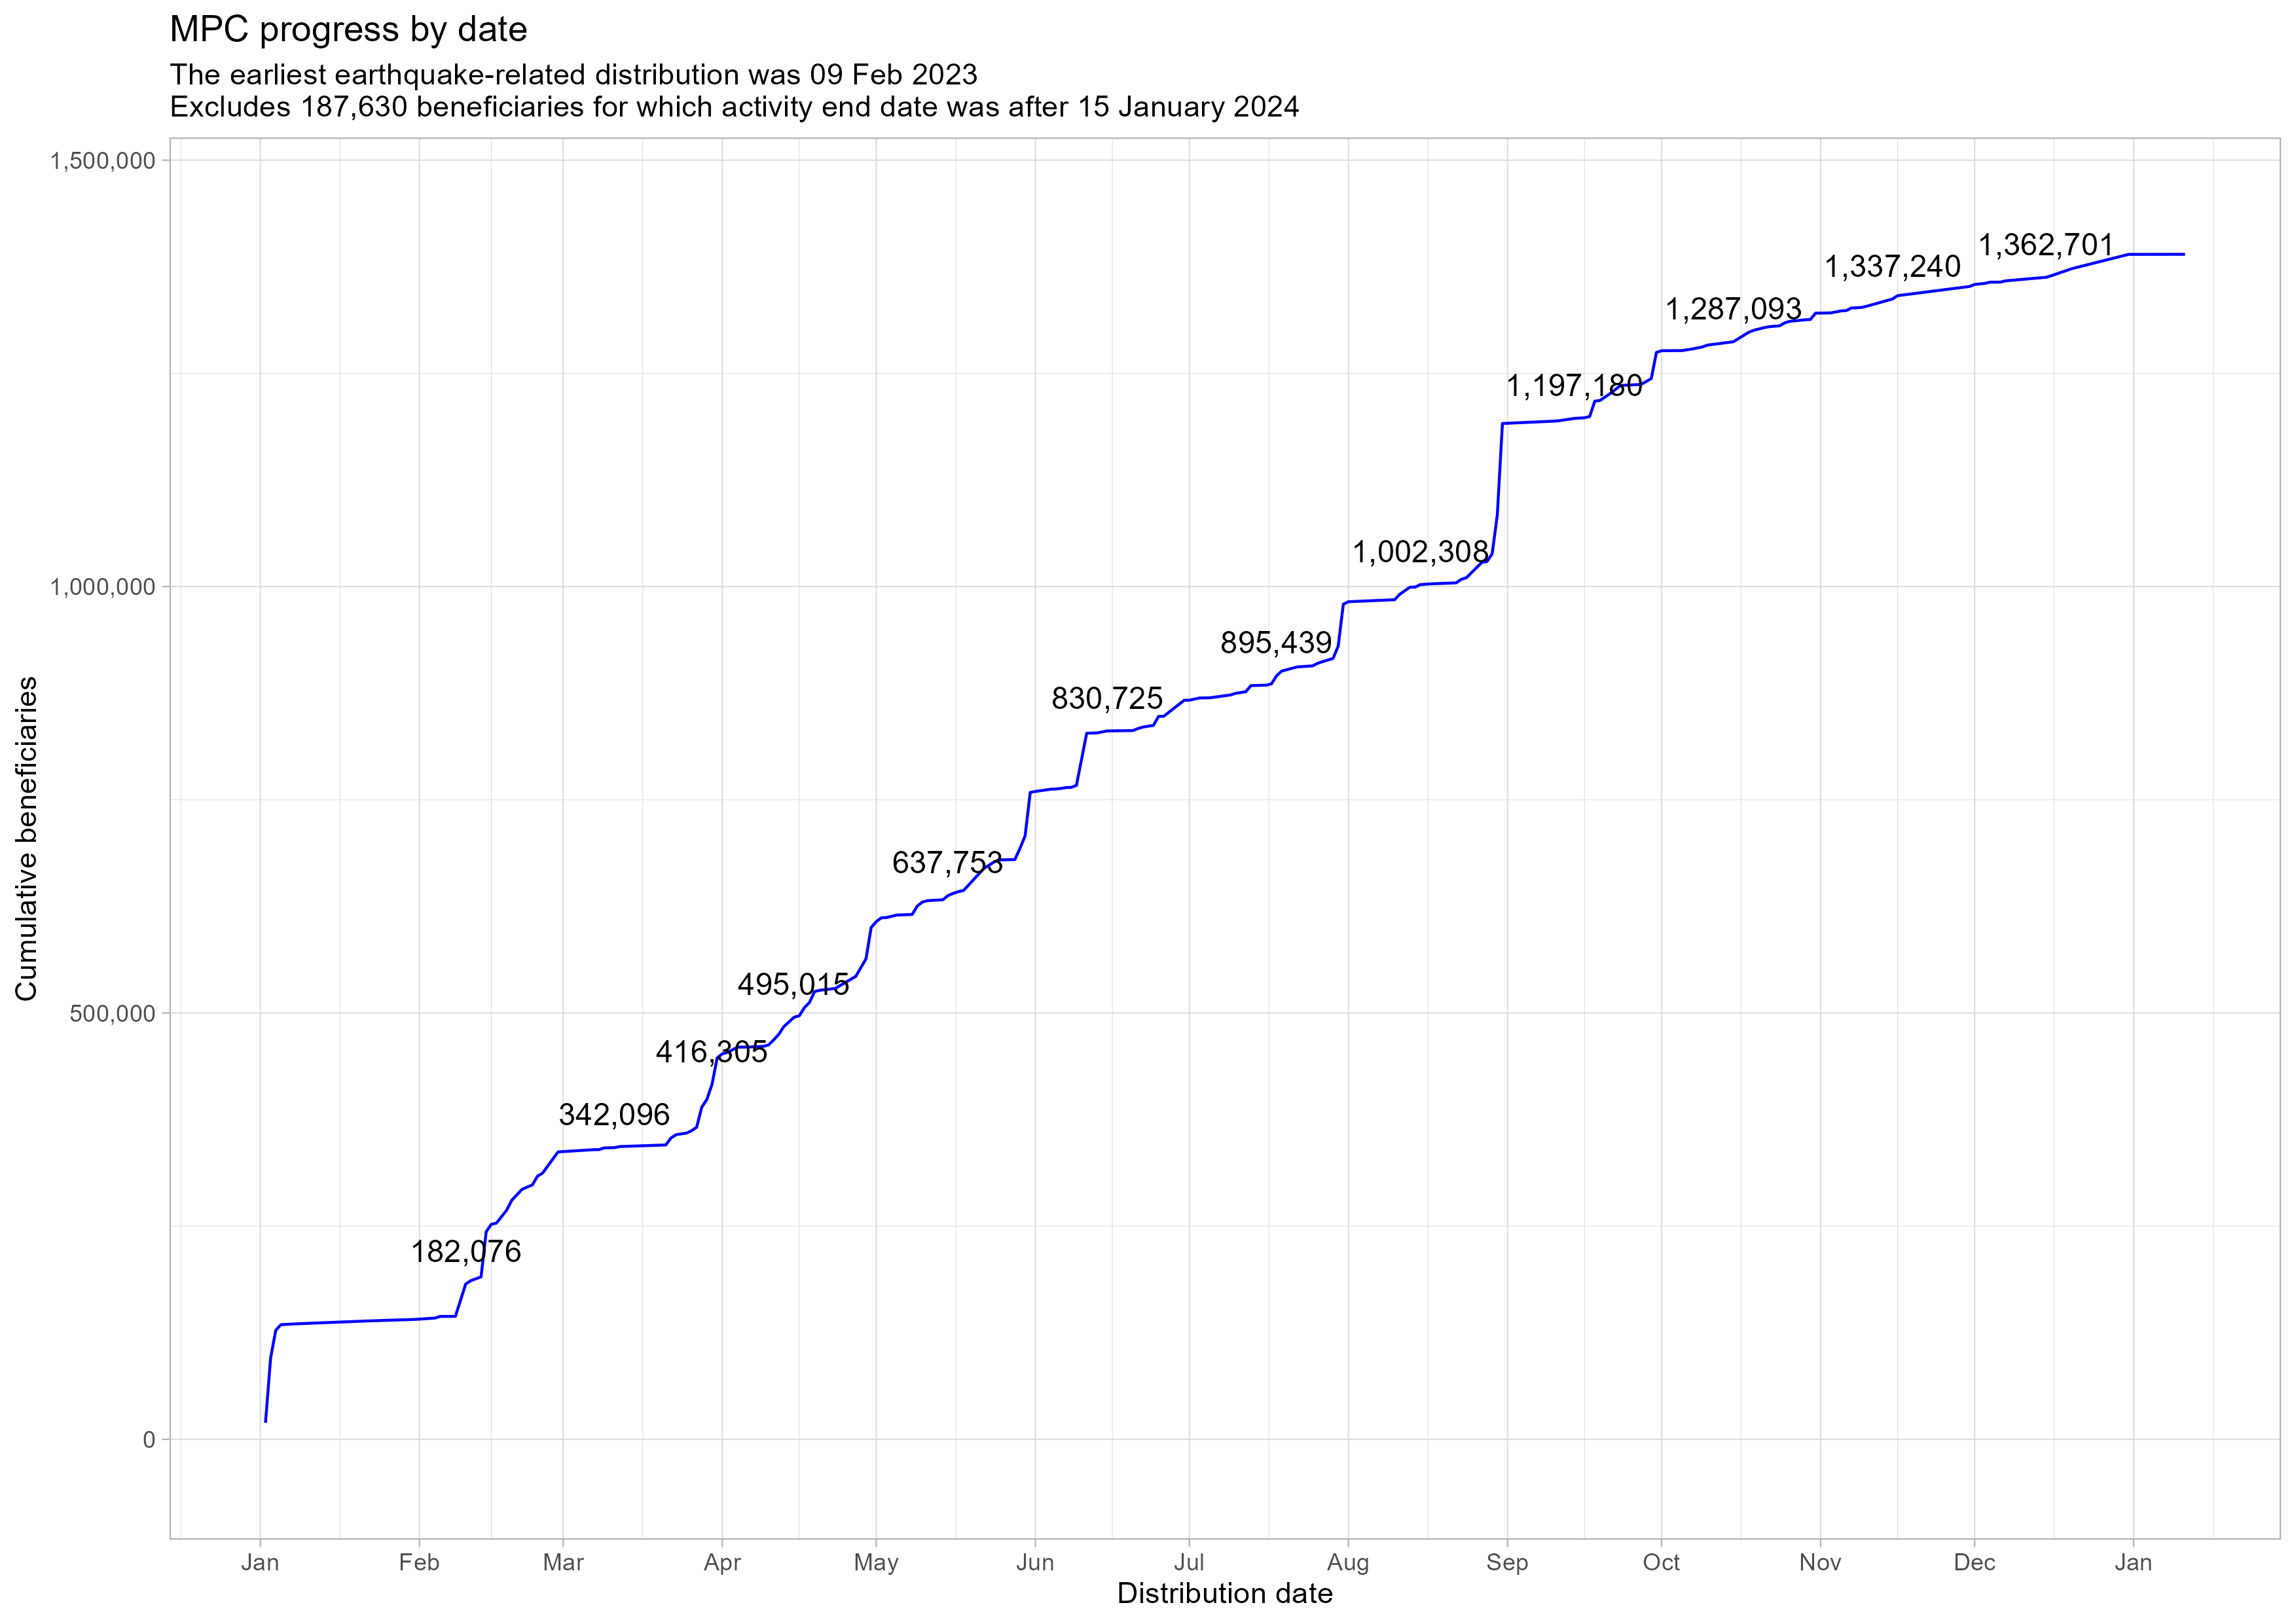 MPC progress by date
The earliest earthquake-related distribution was 09 Feb 2023
Excludes 187,630 beneficiaries for which activity end date was after 15 January 2024
Cumulative beneficiaries
1,500,000
1,000,000
500,000
0
182,076
342,096
416,305
495,015
637,753
830,725
895,439
1,002,308
1,197,180
1,287,093
1,337,240
1,362,701
Jan Feb Mar Apr May Jun Jul Aug Sep Oct Nov Dec Jan
Distribution date